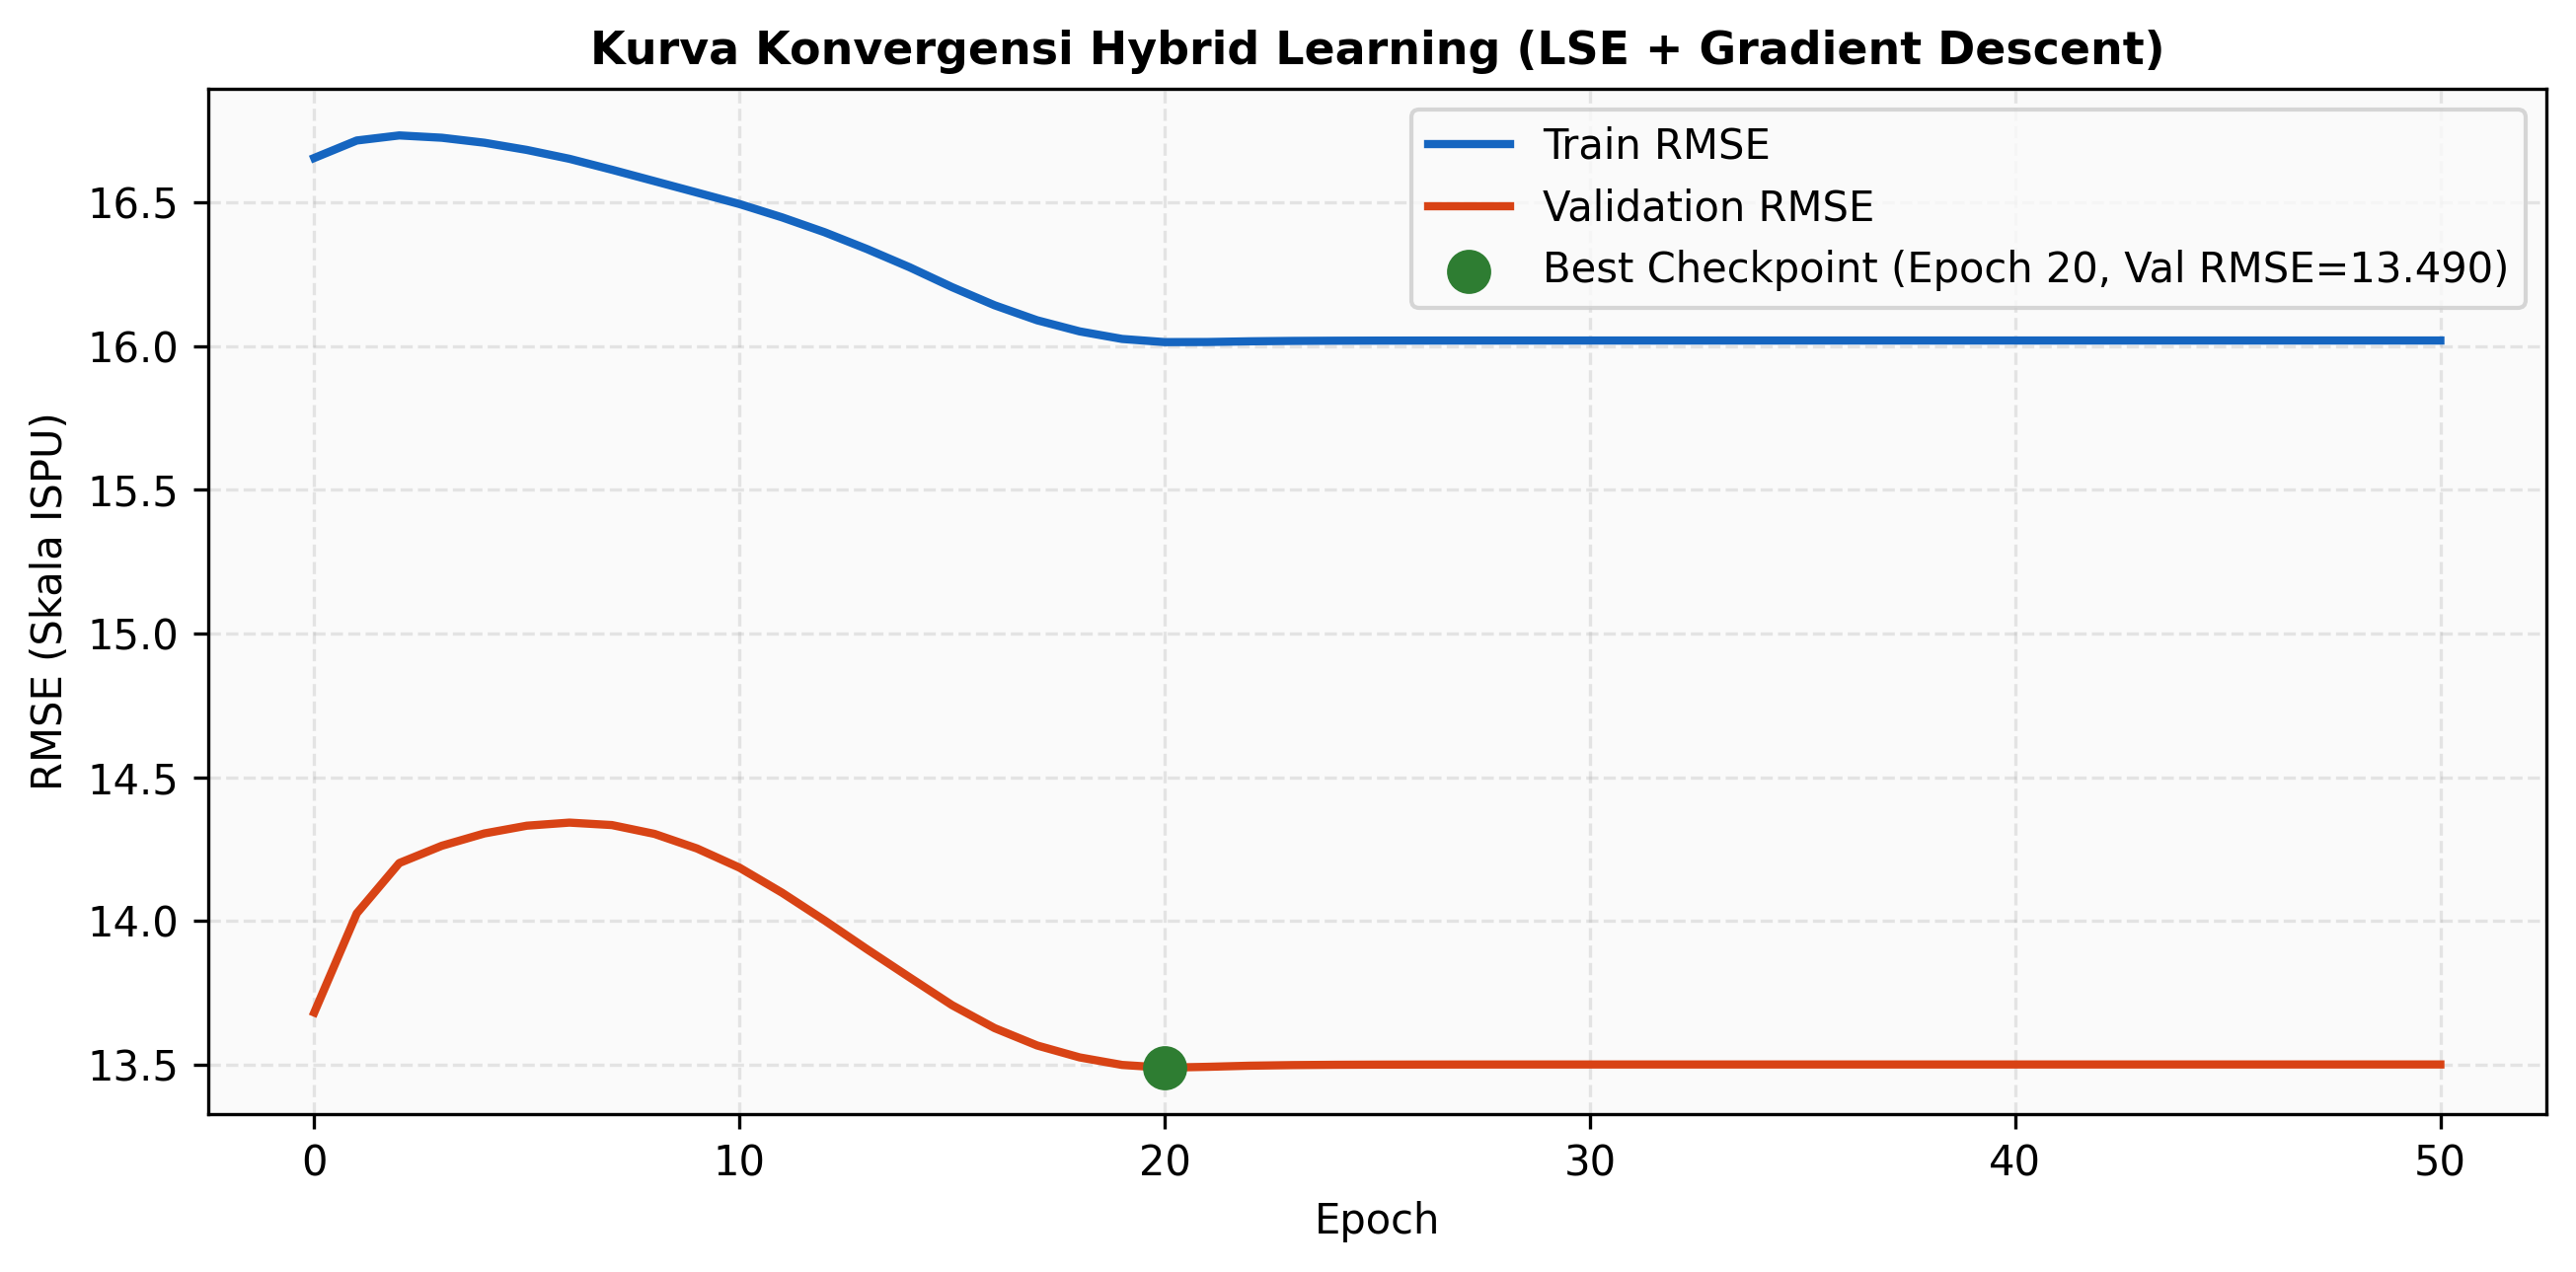 Kurva Konvergensi Hybrid Learning (LSE + Gradient Descent)
Train RMSE
Validation RMSE
Best Checkpoint (Epoch 20, Val RMSE=13.490)
RMSE (Skala ISPU)
16.5
16.0
15.5
15.0
14.5
14.0
13.5
0 10 20 30 40 50
Epoch